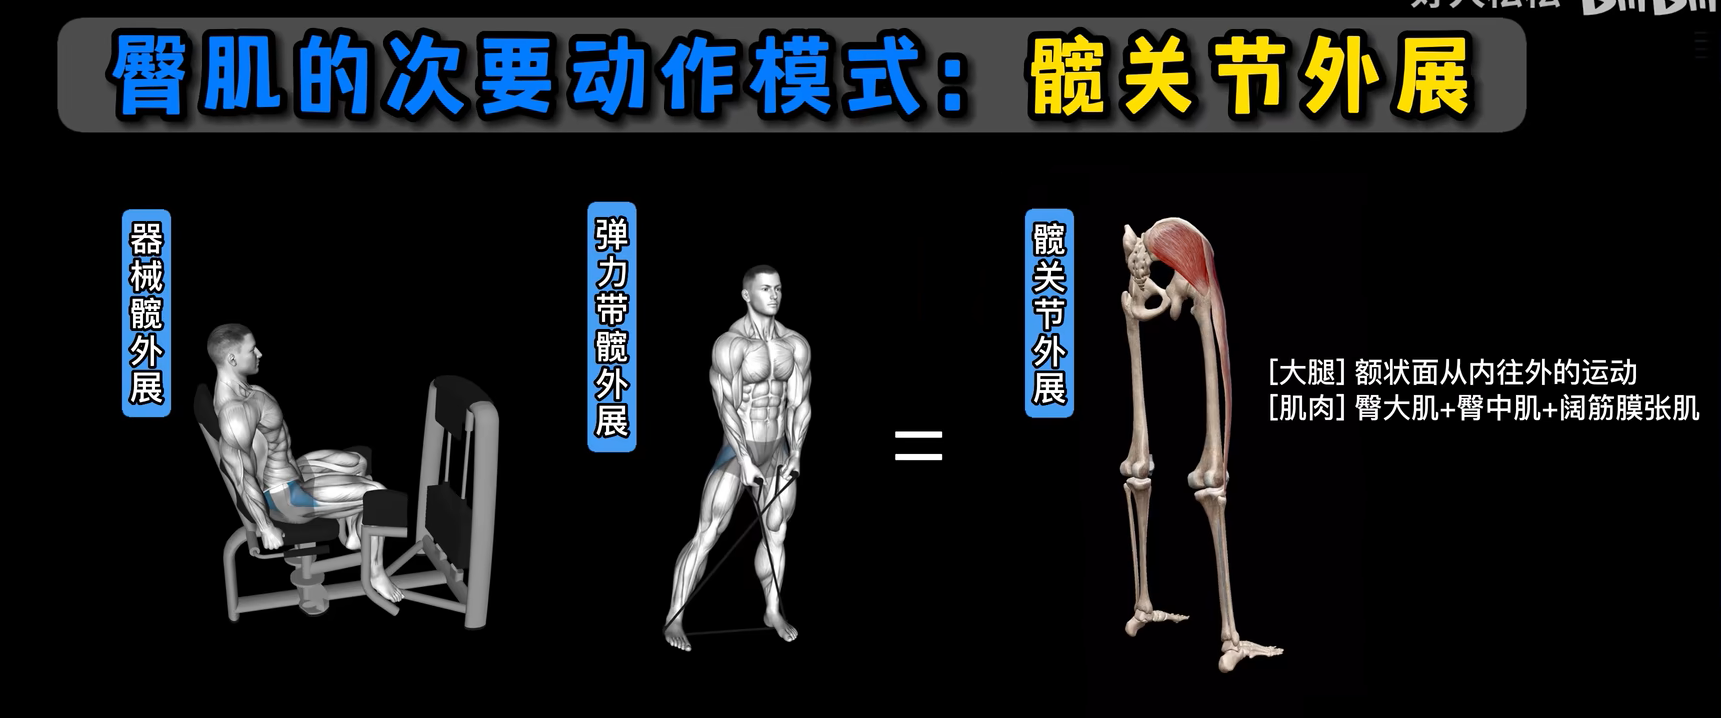 臀肌的次要动作模式：髋关节外展
器械髋外展
弹力带髋外展
髋关节外展
=
[大腿] 额状面从内往外的运动
[肌肉] 臀大肌+臀中肌+阔筋膜张肌